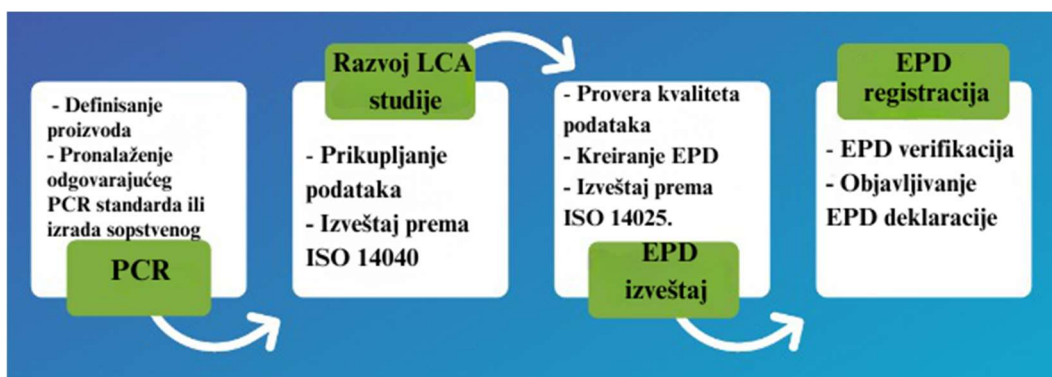 - Definisanje
proizvoda
- Pronalaženje
odgovarajućeg
PCR standarda ili
izrada sopstvenog
PCR
Razvoj LCA
studije
- Prikupljanje
podataka
- Izveštaj prema
ISO 14040
- Provera kvaliteta
podataka
- Kreiranje EPD
- Izveštaj prema
ISO 14025.
EPD
izveštaj
EPD
registracija
- EPD verifikacija
- Objavljivanje
EPD deklaracije